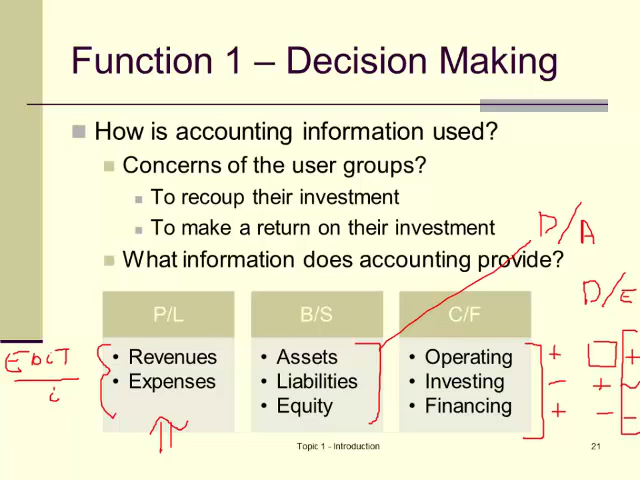 Function 1 – Decision Making
How is accounting information used?
Concerns of the user groups?
To recoup their investment
To make a return on their investment
D/A
What information does accounting provide?
D/E
P/L
B/S
C/F
EBIT
i
• Revenues
• Expenses
• Assets
• Liabilities
• Equity
• Operating
• Investing
• Financing
+ +
- + ~
+ - -
Topic 1 - Introduction
21